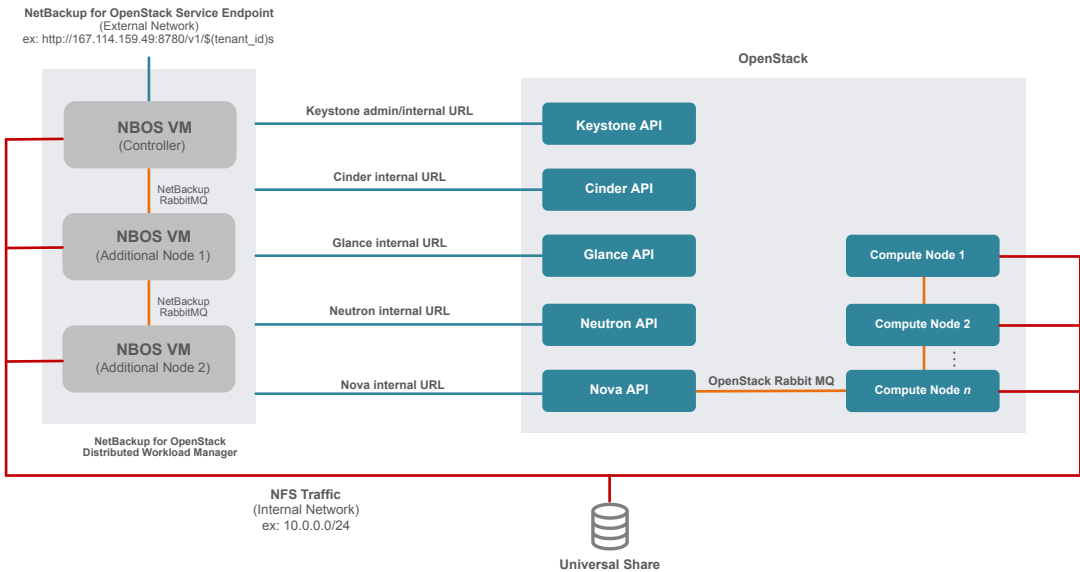 NetBackup for OpenStack Service Endpoint
(External Network)
ex: http://167.114.159.49:8780/v1/$(tenant_id)s
OpenStack
NBOS VM
(Controller)
Keystone admin/internal URL
Keystone API
NetBackup
RabbitMQ
Cinder internal URL
Cinder API
NBOS VM
(Additional Node 1)
Glance internal URL
Glance API
Compute Node 1
NetBackup
RabbitMQ
Neutron internal URL
Neutron API
Compute Node 2
NBOS VM
(Additional Node 2)
Nova internal URL
Nova API
OpenStack Rabbit MQ
Compute Node n
NetBackup for OpenStack
Distributed Workload Manager
NFS Traffic
(Internal Network)
ex: 10.0.0.0/24
Universal Share